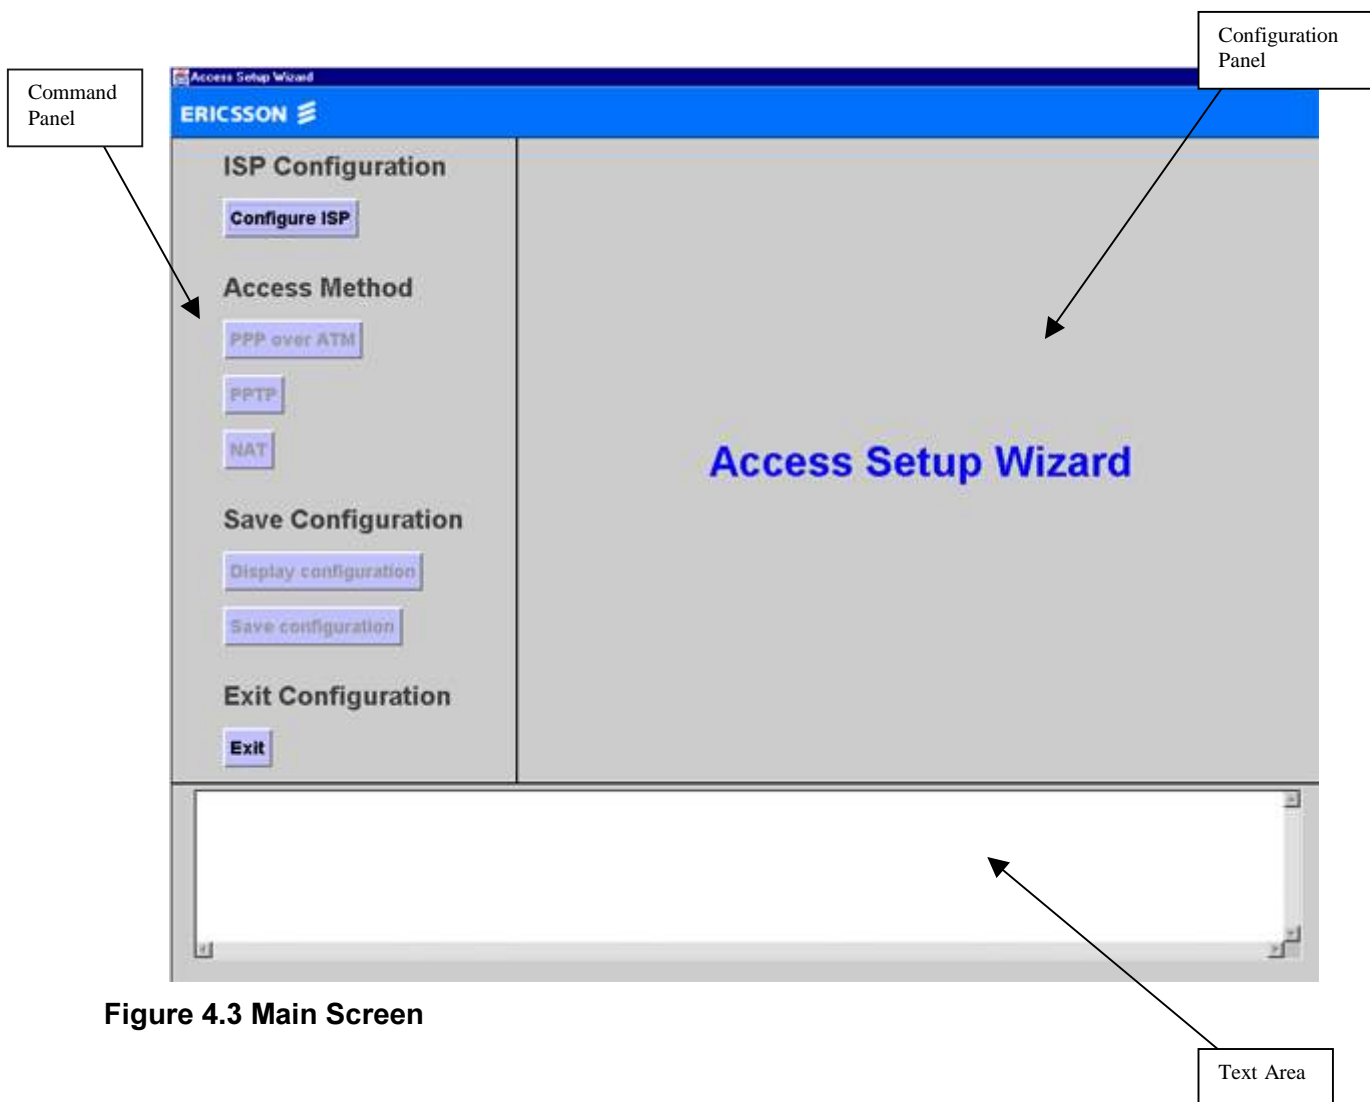 Configuration
Panel
Command
Panel
Access Setup Wizard
ERICSSON
ISP Configuration
Configure ISP
Access Method
PPP over ATM
PPTP
NAT
Access Setup Wizard
Save Configuration
Display configuration
Save configuration
Exit Configuration
Exit
Figure 4.3 Main Screen
Text Area